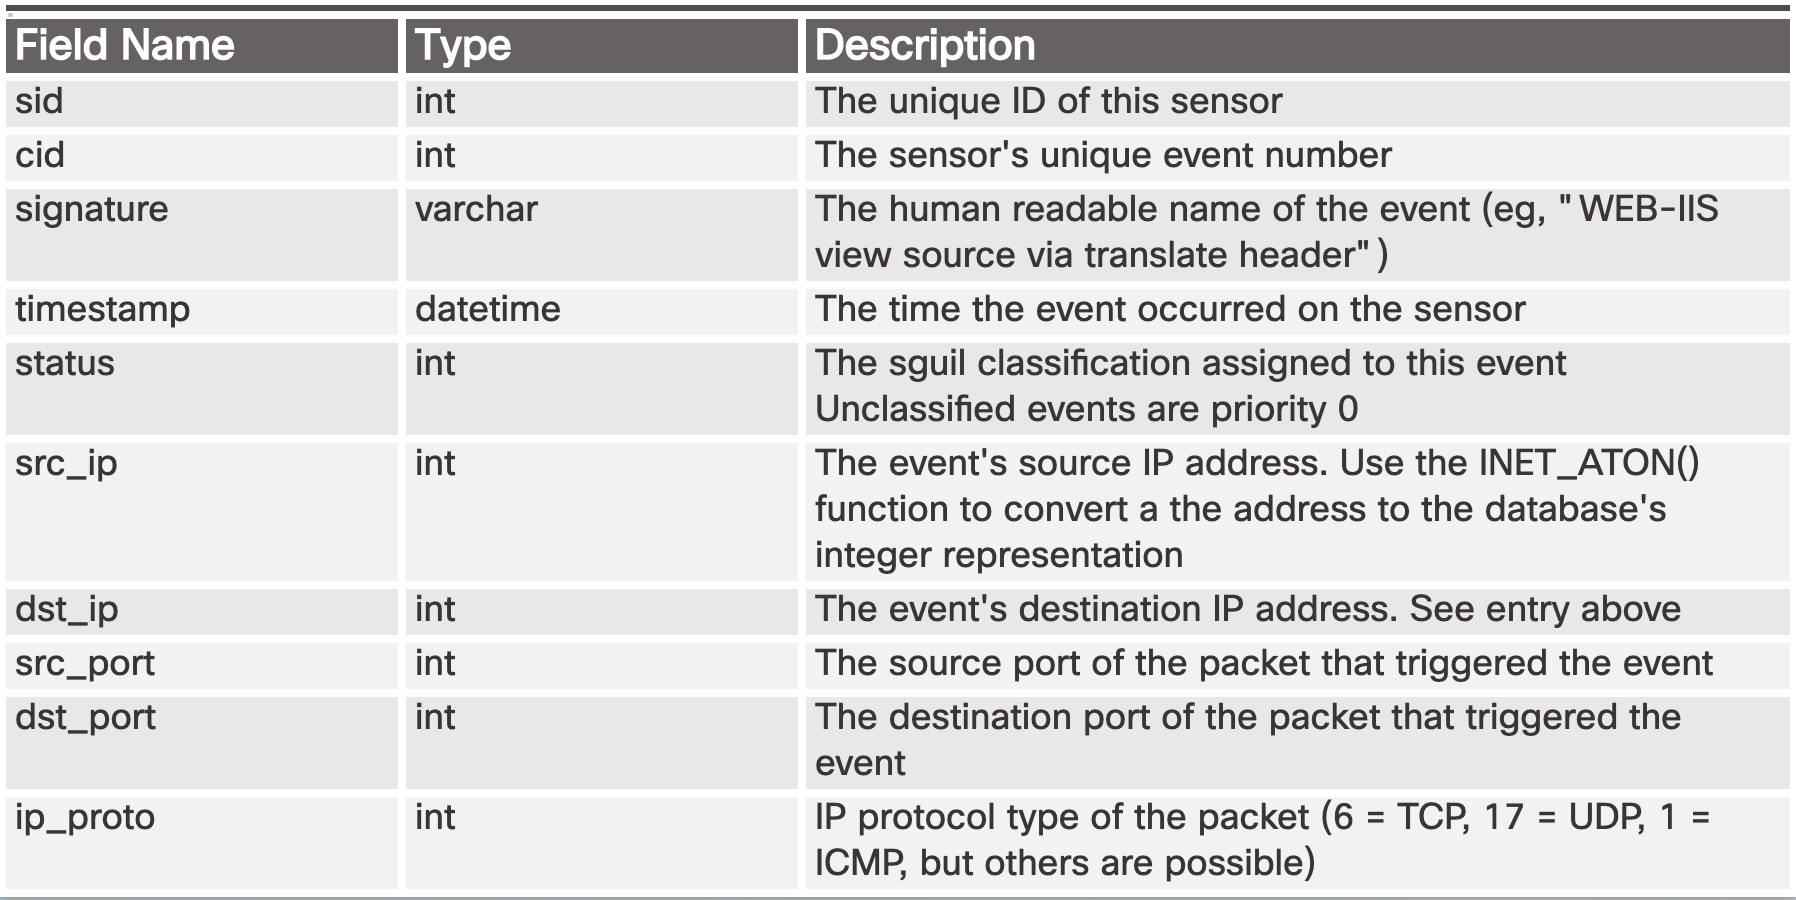 Field Name Type Description
sid int The unique ID of this sensor
cid int The sensor's unique event number
signature varchar The human readable name of the event (eg, "WEB-IIS
view source via translate header")
timestamp datetime The time the event occurred on the sensor
status int The sguil classification assigned to this event
Unclassified events are priority 0
src_ip int The event's source IP address. Use the INET_ATON()
function to convert a the address to the database's
integer representation
dst_ip int The event's destination IP address. See entry above
src_port int The source port of the packet that triggered the event
dst_port int The destination port of the packet that triggered the
event
ip_proto int IP protocol type of the packet (6 = TCP, 17 = UDP, 1 =
ICMP, but others are possible)